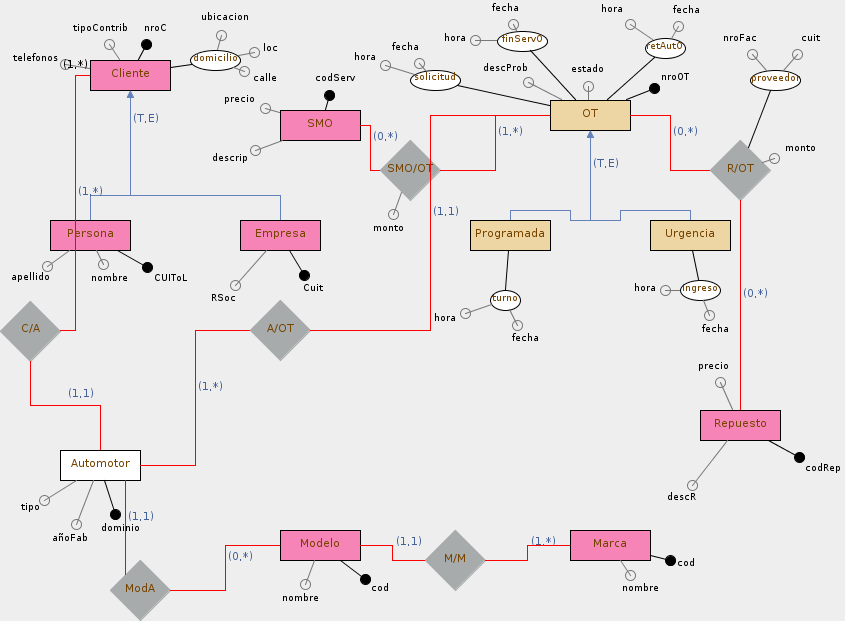 fecha
hora
fecha
ubicacion
tipoContrib
nroC
hora
finServ0
retAut0
nroFac
cuit
fecha
loc
telefonos
(1,*)
domicilio
hora
Cliente
solicitud
descProb
estado
nroOT
proveedor
calle
codServ
precio
OT
(T,E)
SMO
(0,*)
(1,*)
(0,*)
monto
descrip
(T,E)
SMO/OT
R/OT
(1,*)
(1,1)
monto
Persona
Empresa
Programada
Urgencia
apellido
nombre
CUIToL
Cuit
hora
ingreso
RSoc
turno
(0,*)
hora
C/A
A/OT
fecha
fecha
precio
(1,1)
(1,*)
Repuesto
Automotor
codRep
tipo
descR
(1,1)
dominio
añoFab
Modelo
(1,1)
(1,*)
Marca
(0,*)
M/M
cod
ModA
cod
nombre
nombre